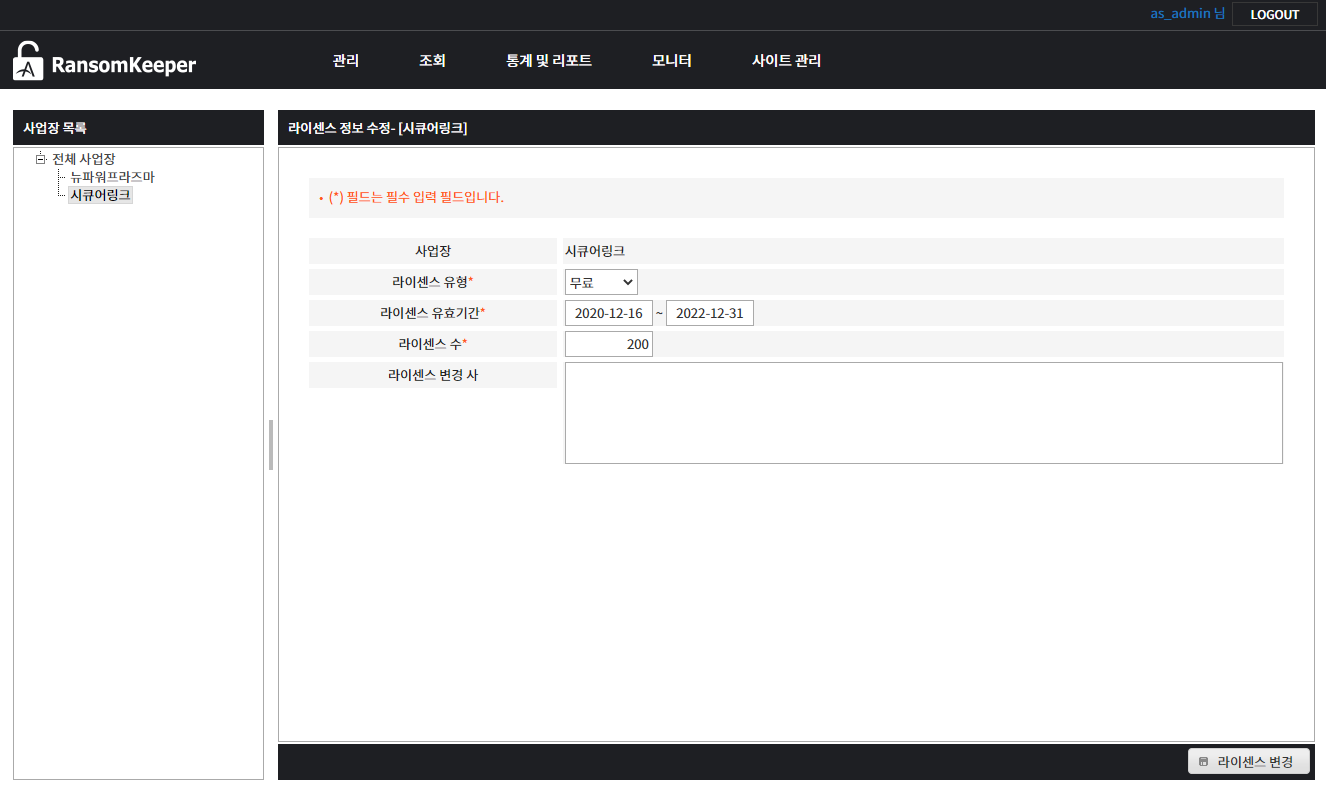 as_admin 님 LOGOUT
RansomKeeper 관리 조회 통계 및 리포트 모니터 사이트 관리
사업장 목록
전체 사업장
뉴파워프라즈마
시큐어링크
라이센스 정보 수정- [시큐어링크]
• (*) 필드는 필수 입력 필드입니다.
사업장 시큐어링크
라이센스 유형* 무료
라이센스 유효기간* 2020-12-16 ~ 2022-12-31
라이센스 수* 200
라이센스 변경 사
라이센스 변경